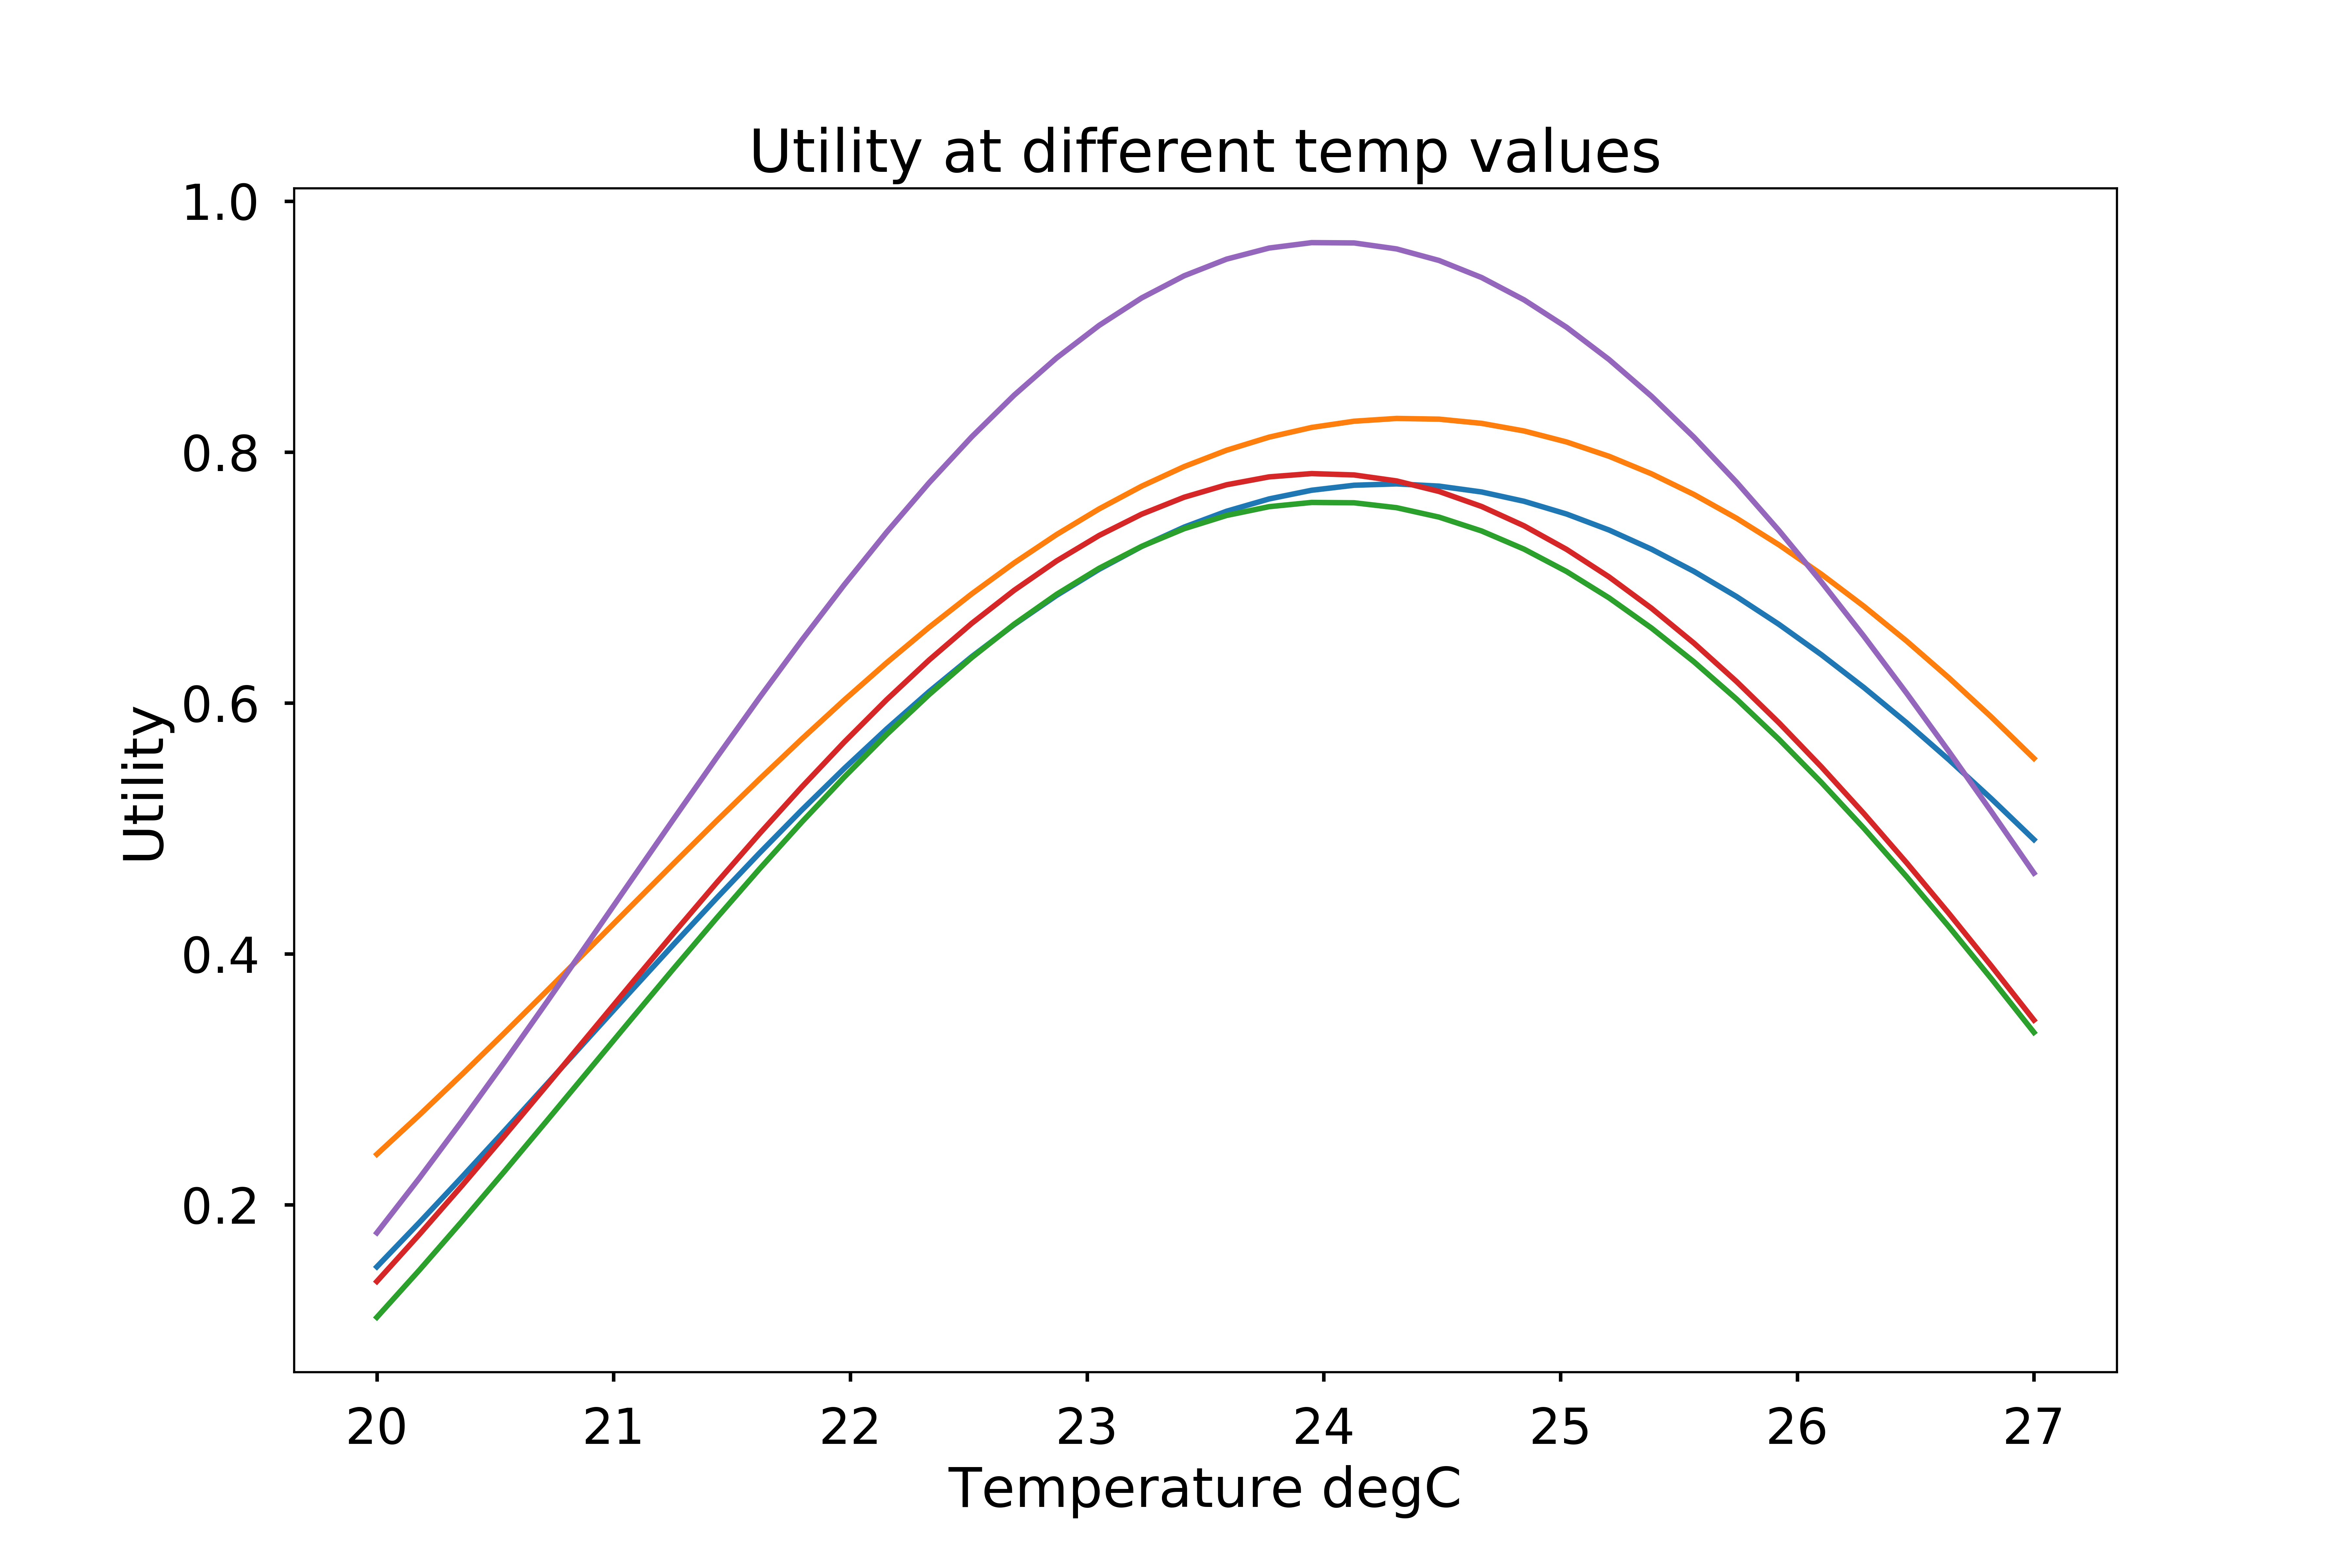 Utility at different temp values
1.0
0.8
0.6
0.4
0.2
Utility
20 21 22 23 24 25 26 27
Temperature degC